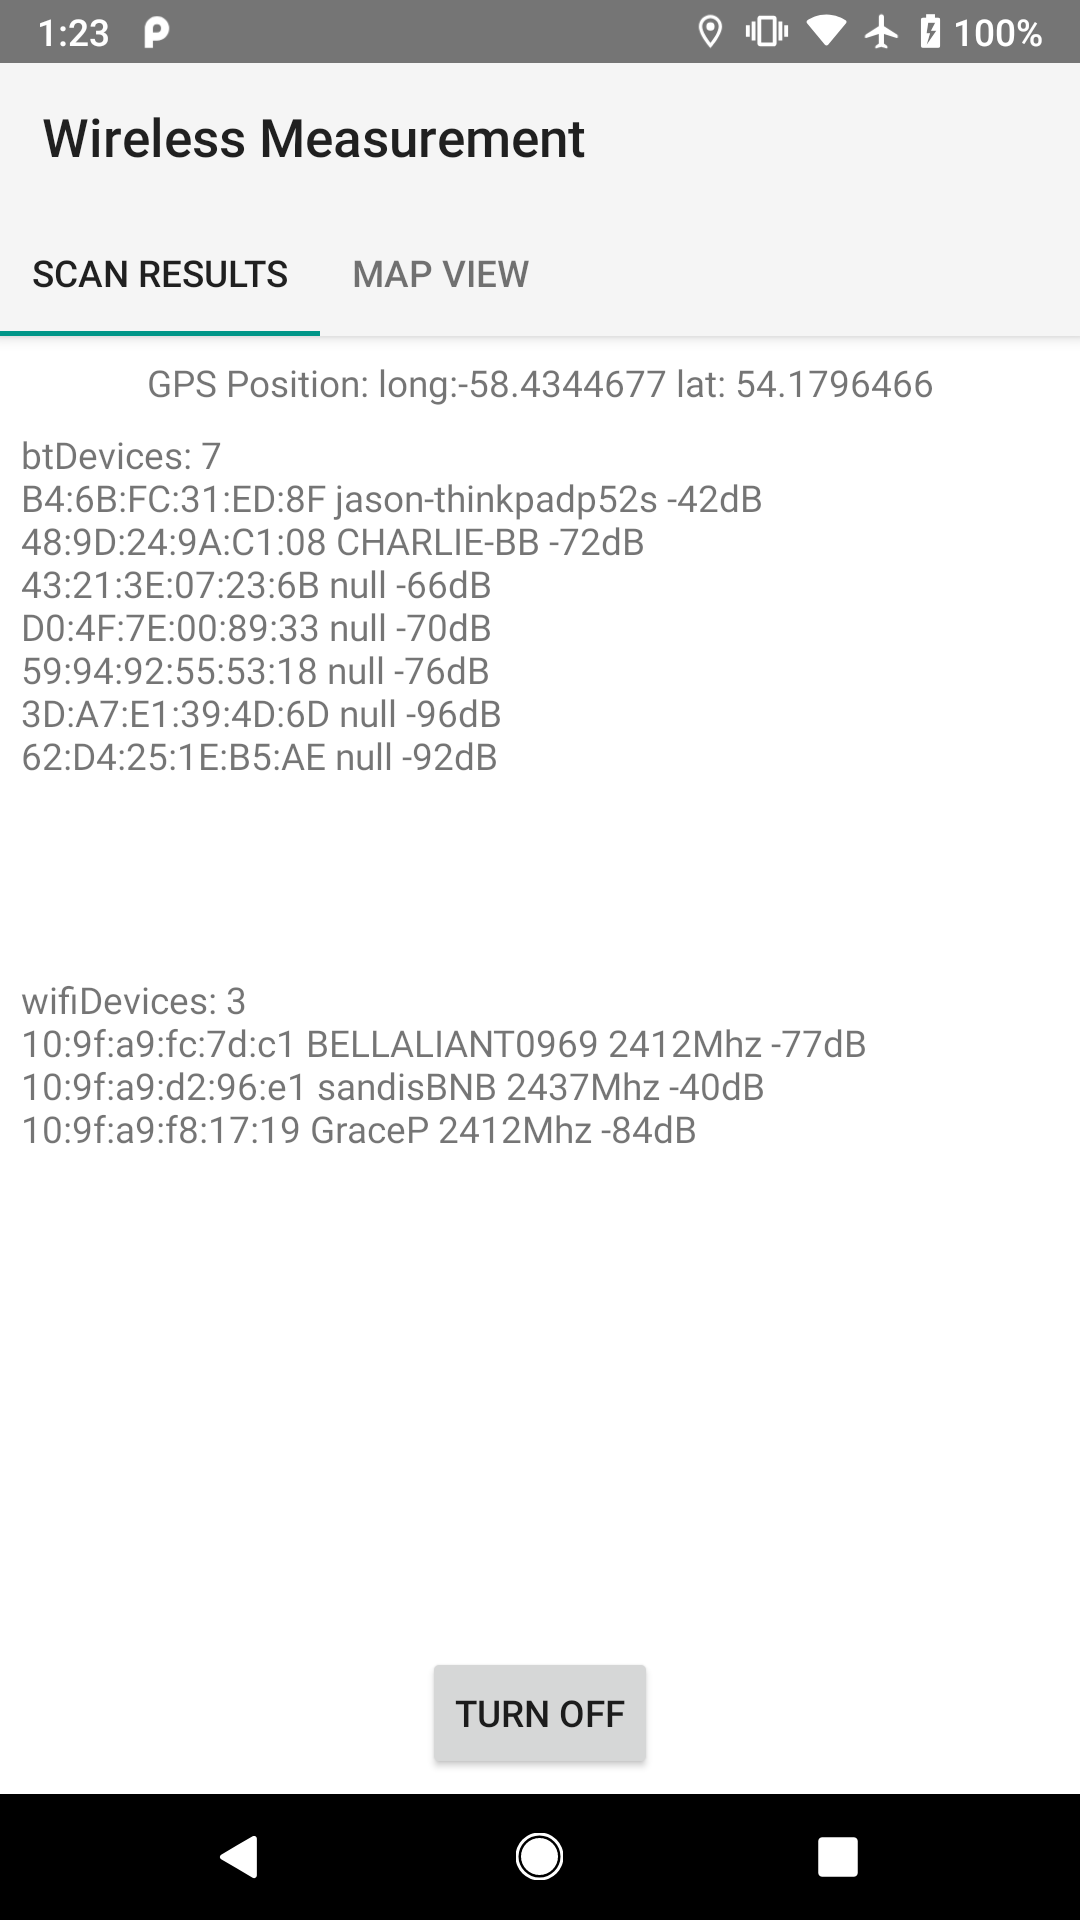 1:23
100%
Wireless Measurement
SCAN RESULTS MAP VIEW
GPS Position: long:-58.4344677 lat: 54.1796466
btDevices: 7
B4:6B:FC:31:ED:8F jason-thinkpadp52s -42dB
48:9D:24:9A:C1:08 CHARLIE-BB -72dB
43:21:3E:07:23:6B null -66dB
D0:4F:7E:00:89:33 null -70dB
59:94:92:55:53:18 null -76dB
3D:A7:E1:39:4D:6D null -96dB
62:D4:25:1E:B5:AE null -92dB
wifiDevices: 3
10:9f:a9:fc:7d:c1 BELLALIANT0969 2412Mhz -77dB
10:9f:a9:d2:96:e1 sandisBNB 2437Mhz -40dB
10:9f:a9:f8:17:19 GraceP 2412Mhz -84dB
TURN OFF